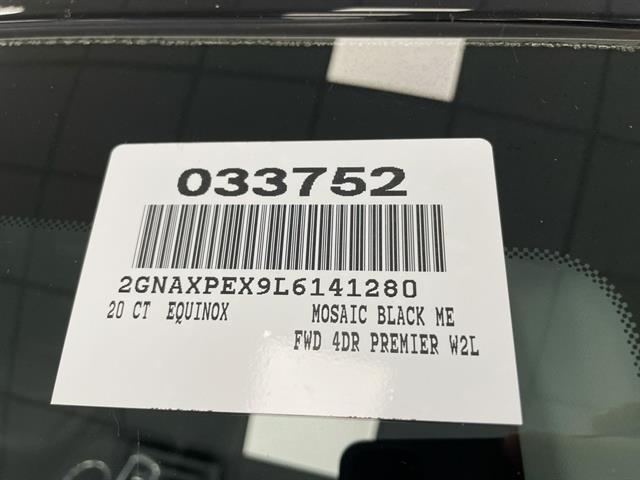 033752
2GNAXPEX9L6141280
20 CT EQUINOX MOSAIC BLACK ME
FWD 4DR PREMIER W2L